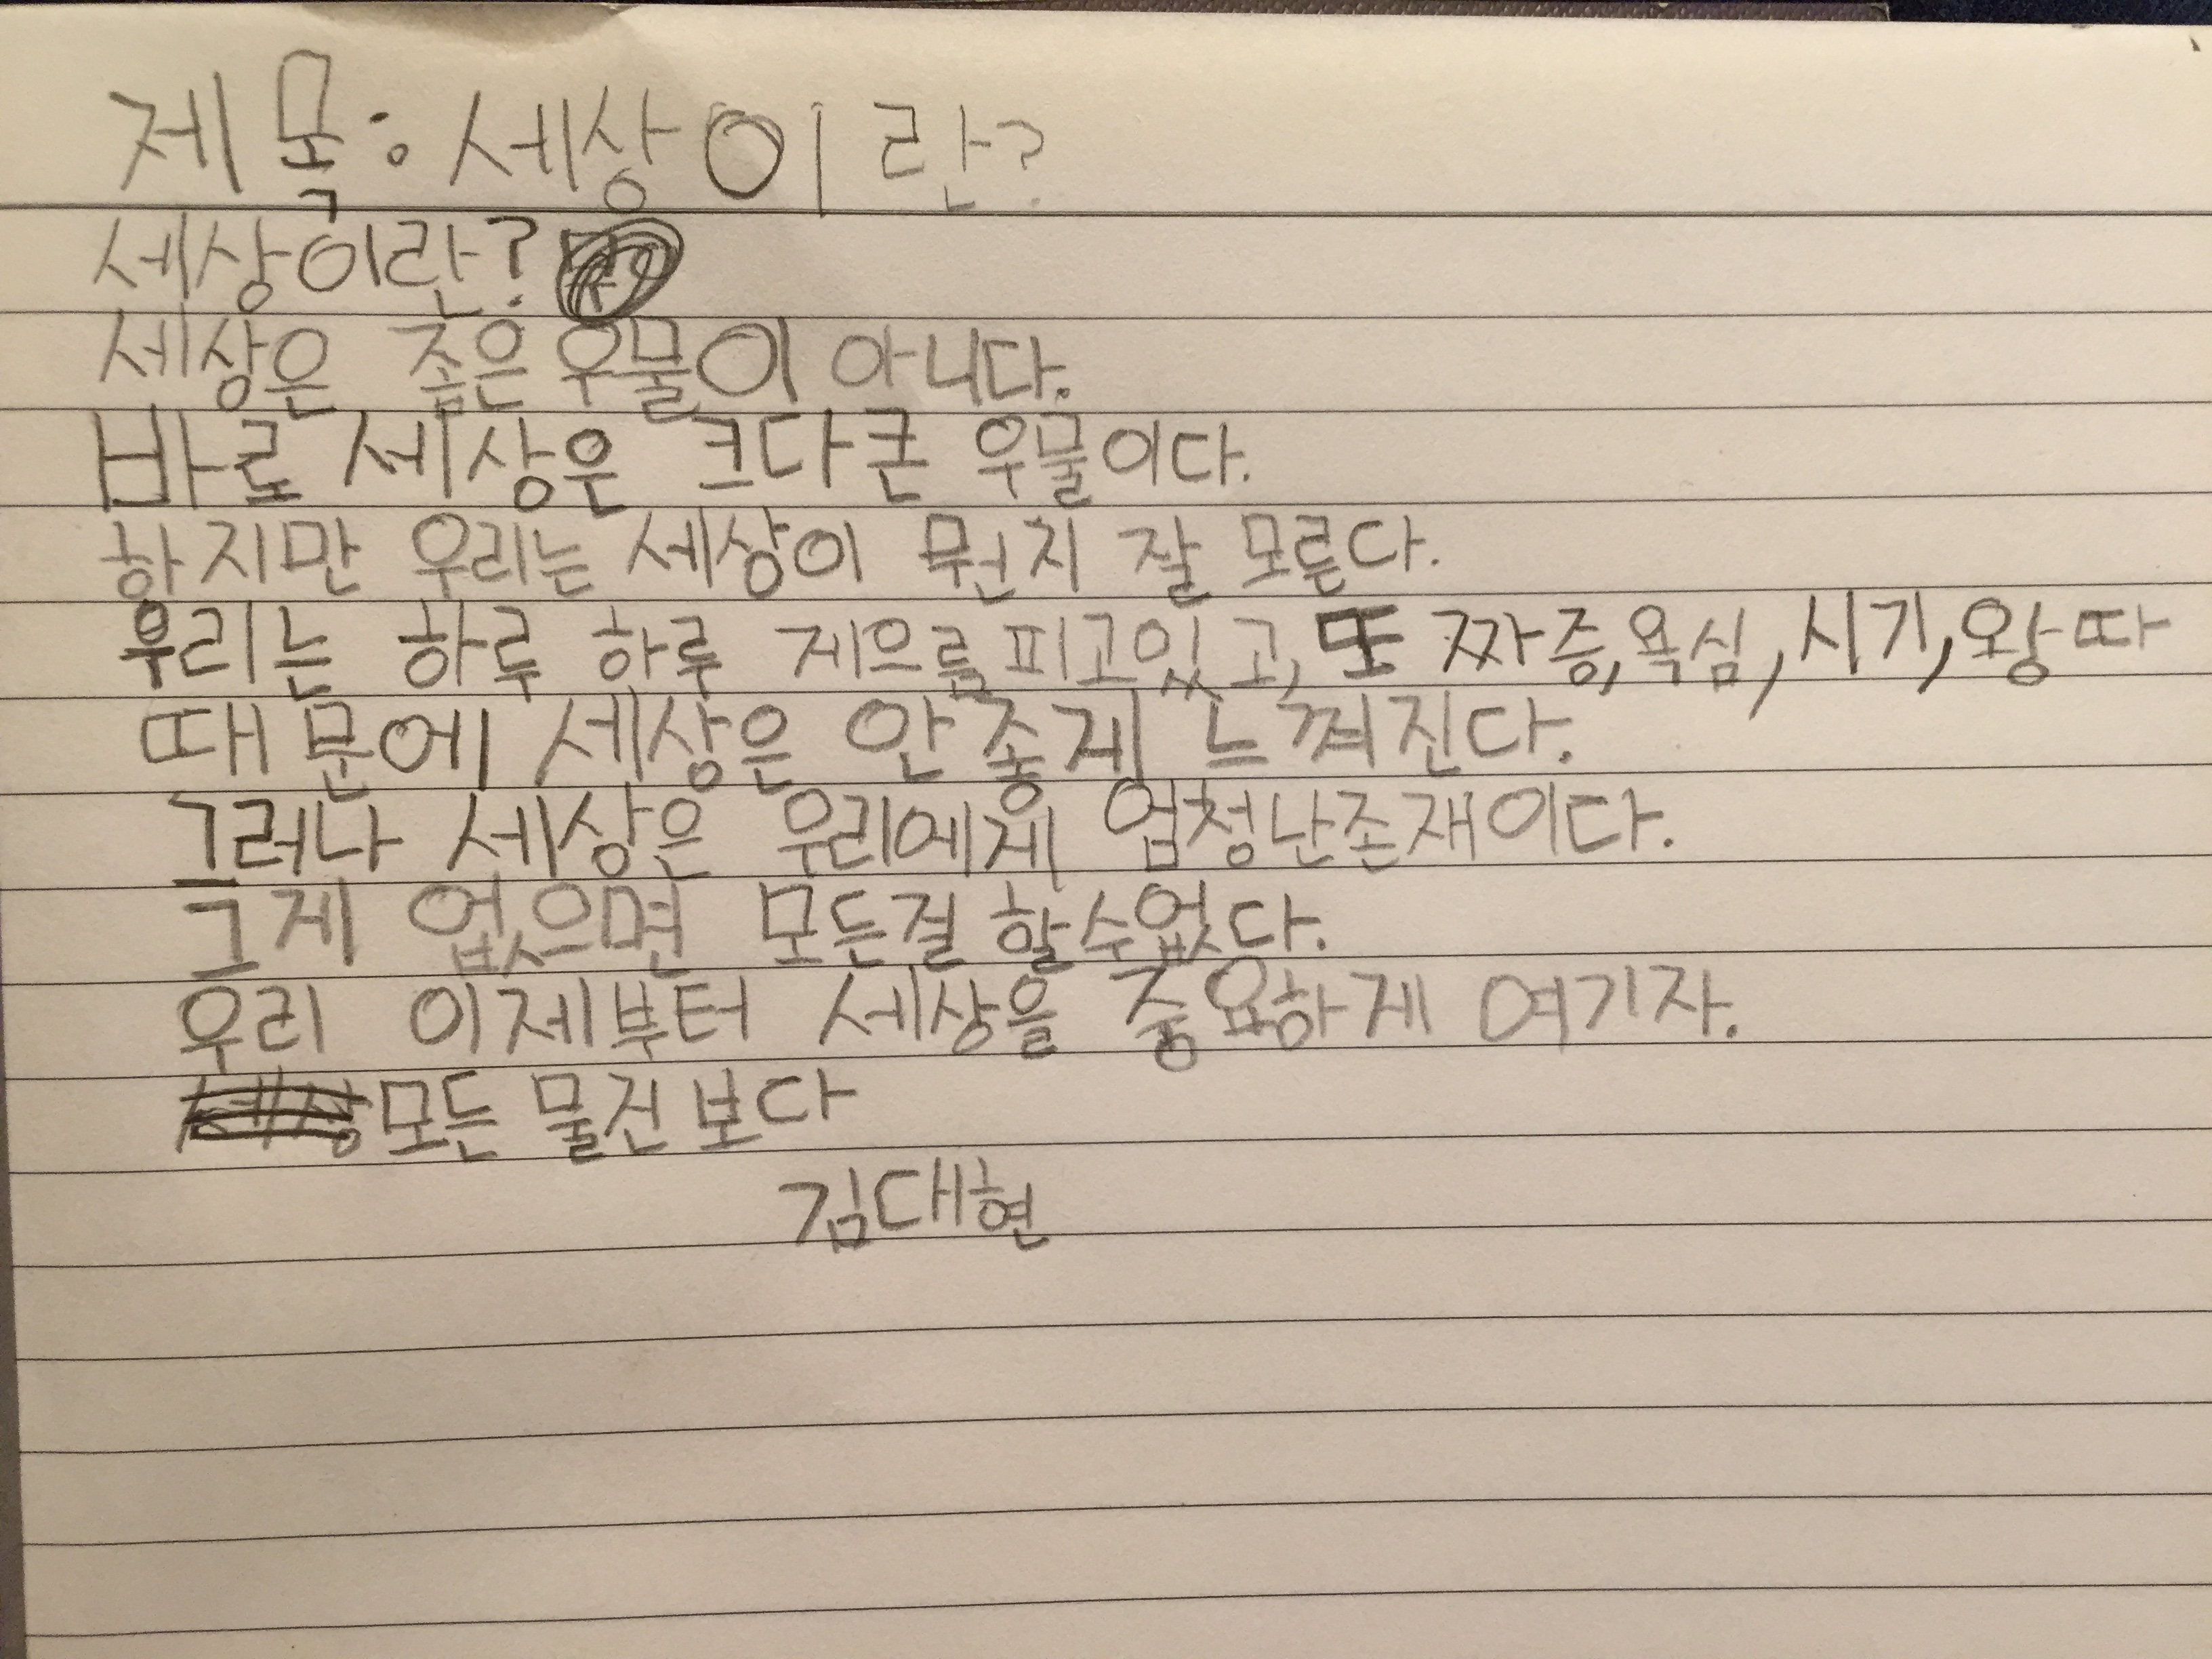 제목: 세상이란?
세상이란?
세상은 좁은 우물이 아니다.
바로 세상은 크다큰 우물이다.
하지만 우리는 세상이 뭔지 잘 모른다.
우리는 하루 하루 게으름피고있고, 또 짜증, 욕심, 시기, 왕따
때문에 세상은 안 좋게 느껴진다.
그러나 세상은 우리에게 엄청난존재이다.
그게 없으면 모든걸 할수없다.
우리 이제부터 세상을 중요하게 여기자.
세상 모든 물건보다
김대현